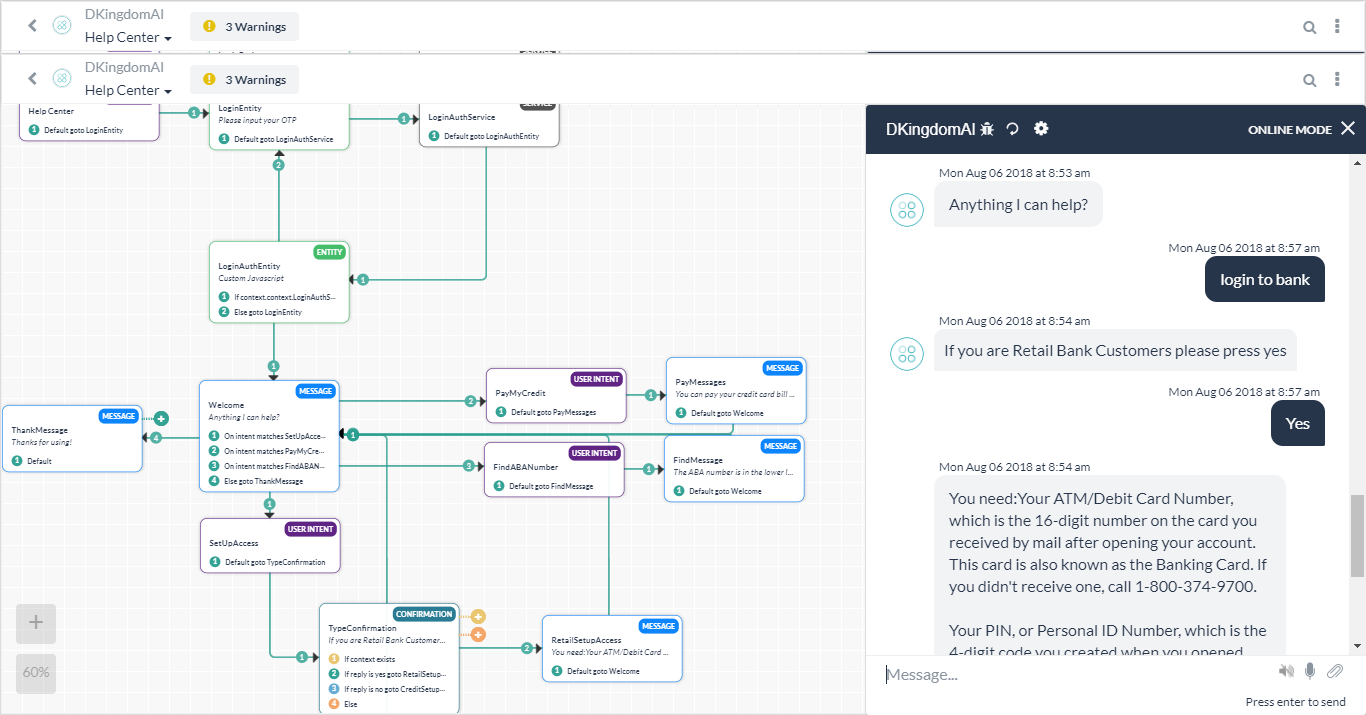 DKingdomAI
Help Center
3 Warnings
DKingdomAI
Help Center
3 Warnings
Help Center
1 Default goto LoginEntity
1
LoginEntity
Please input your OTP
1 Default goto LoginAuthService
1
SERVICE
LoginAuthService
1 Default goto LoginAuthEntity
2
ENTITY
LoginAuthEntity
Custom Javascript
1 If context.context.LoginAuthS...
2 Else goto LoginEntity
1
1
MESSAGE
ThankMessage
Thanks for using!
1 Default
4
MESSAGE
Welcome
Anything I can help?
1 On intent matches SetUpAcce...
2 On intent matches PayMyCre...
3 On intent matches FindABAN...
4 Else goto ThankMessage
2
1
3
USER INTENT
PayMyCredit
1 Default goto PayMessages
1
MESSAGE
PayMessages
You can pay your credit card bill ...
1 Default goto Welcome
USER INTENT
FindABANumber
1 Default goto FindMessage
1
MESSAGE
FindMessage
The ABA number is in the lower l...
1 Default goto Welcome
1
USER INTENT
SetUpAccess
1 Default goto TypeConfirmation
1
CONFIRMATION
TypeConfirmation
If you are Retail Bank Customer...
1 If context exists
2 If reply is yes goto RetailSetup...
3 If reply is no goto CreditSetup...
4 Else
2
MESSAGE
RetailSetupAccess
You need:Your ATM/Debit Card ...
1 Default goto Welcome
60%
DKingdomAI
ONLINE MODE
Mon Aug 06 2018 at 8:53 am
Anything I can help?
Mon Aug 06 2018 at 8:57 am
login to bank
Mon Aug 06 2018 at 8:54 am
If you are Retail Bank Customers please press yes
Mon Aug 06 2018 at 8:57 am
Yes
Mon Aug 06 2018 at 8:54 am
You need:Your ATM/Debit Card Number,
which is the 16-digit number on the card you
received by mail after opening your account.
This card is also known as the Banking Card. If
you didn't receive one, call 1-800-374-9700.
Your PIN, or Personal ID Number, which is the
4-digit code you created when you opened
Message...
Press enter to send